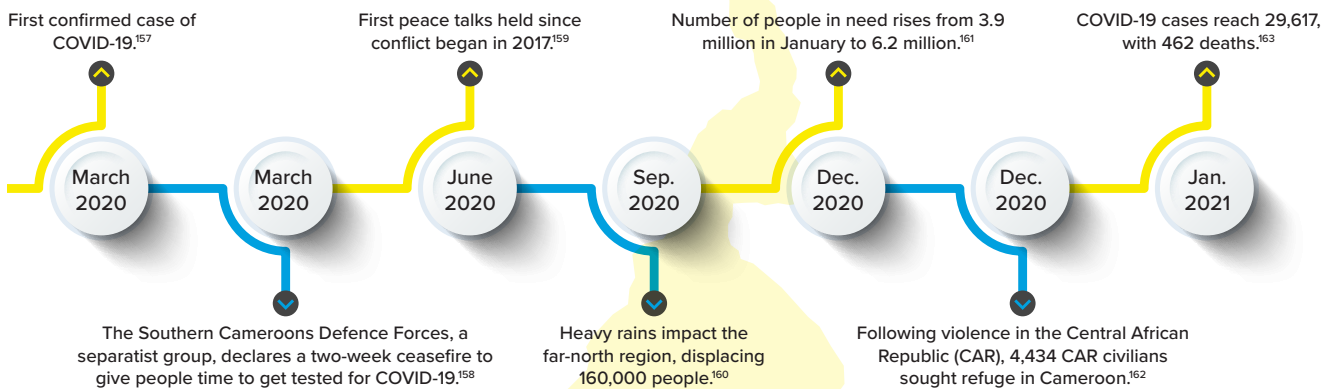 First confirmed case of
COVID-19.¹⁵⁷
First peace talks held since
conflict began in 2017.¹⁵⁹
Number of people in need rises from 3.9
million in January to 6.2 million.¹⁶¹
COVID-19 cases reach 29,617,
with 462 deaths.¹⁶³
March
2020
March
2020
June
2020
Sep.
2020
Dec.
2020
Dec.
2020
Jan.
2021
The Southern Cameroons Defence Forces, a
separatist group, declares a two-week ceasefire to
give people time to get tested for COVID-19.¹⁵⁸
Heavy rains impact the
far-north region, displacing
160,000 people.¹⁶⁰
Following violence in the Central African
Republic (CAR), 4,434 CAR civilians
sought refuge in Cameroon.¹⁶²